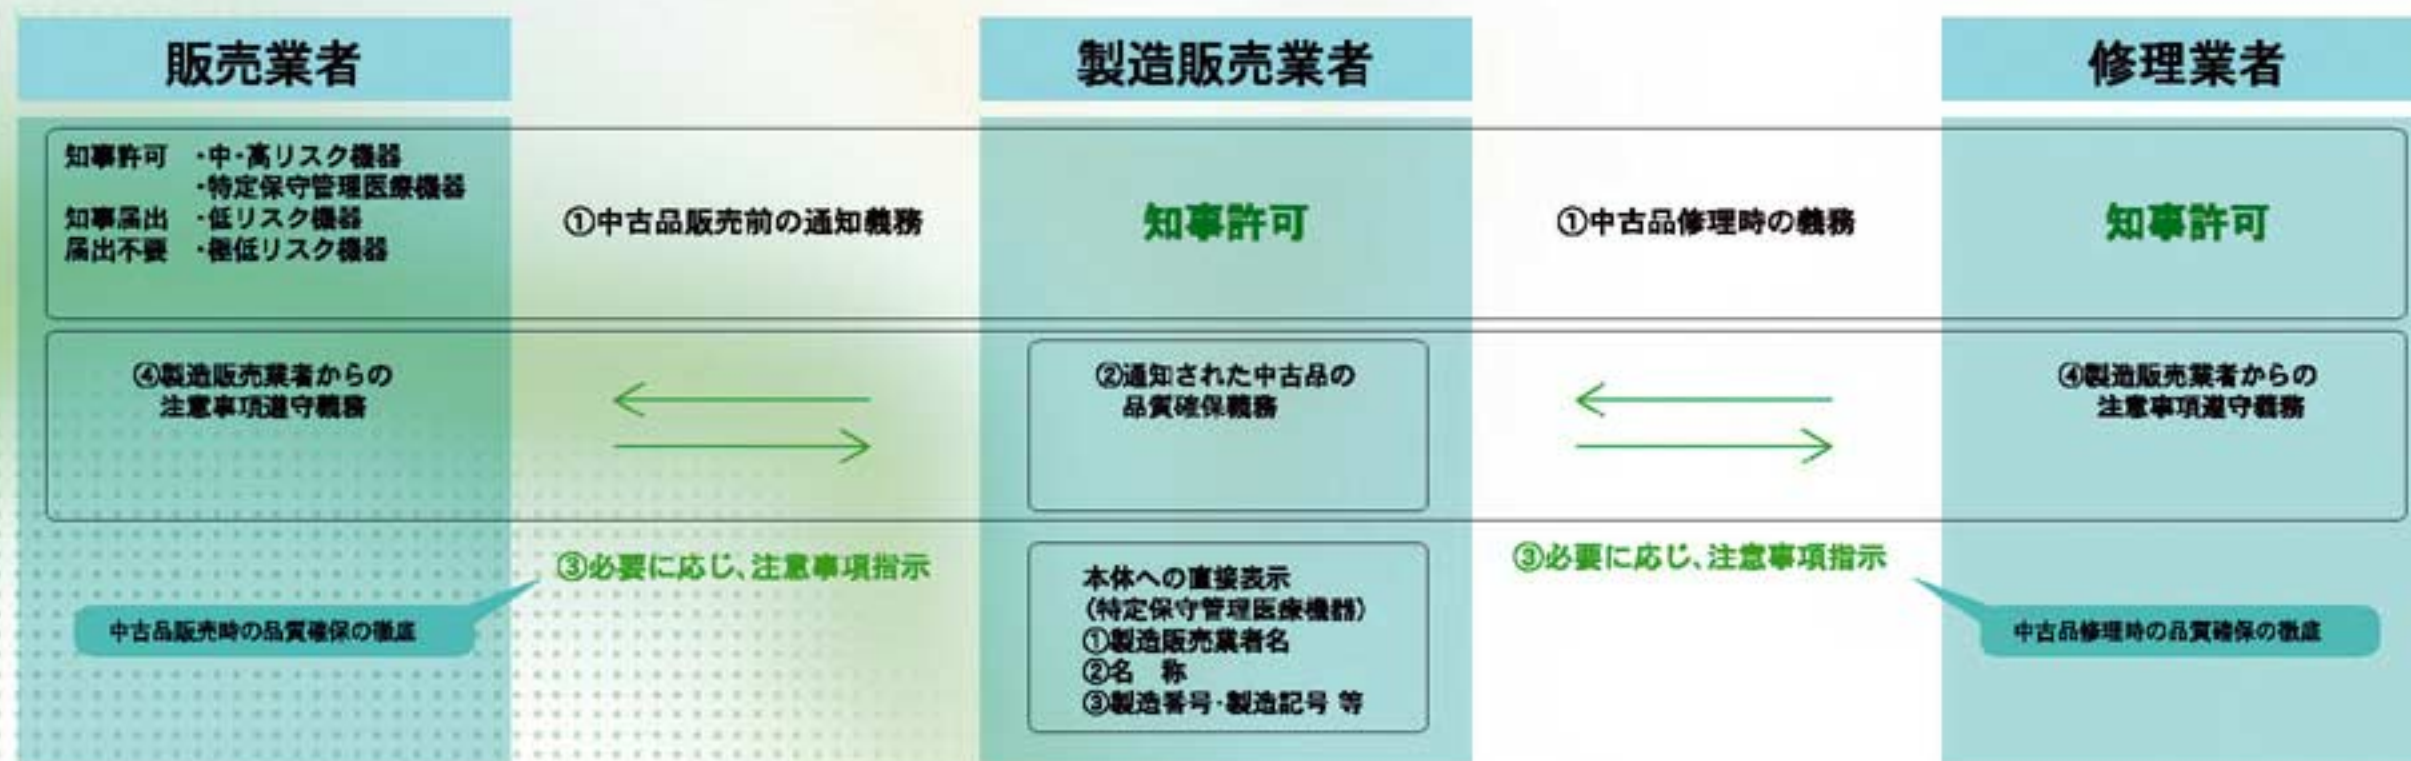 販売業者
製造販売業者
修理業者
知事許可 ・中・高リスク機器
・特定保守管理医療機器
知事届出 ・低リスク機器
届出不要 ・極低リスク機器
①中古品販売前の通知義務
知事許可
①中古品修理時の義務
知事許可
④製造販売業者からの
注意事項遵守義務
②通知された中古品の
品質確保義務
④製造販売業者からの
注意事項遵守義務
③必要に応じ、注意事項指示
③必要に応じ、注意事項指示
中古品販売時の品質確保の徹底
本体への直接表示
(特定保守管理医療機器)
①製造販売業者名
②名 称
③製造番号・製造記号 等
中古品修理時の品質確保の徹底